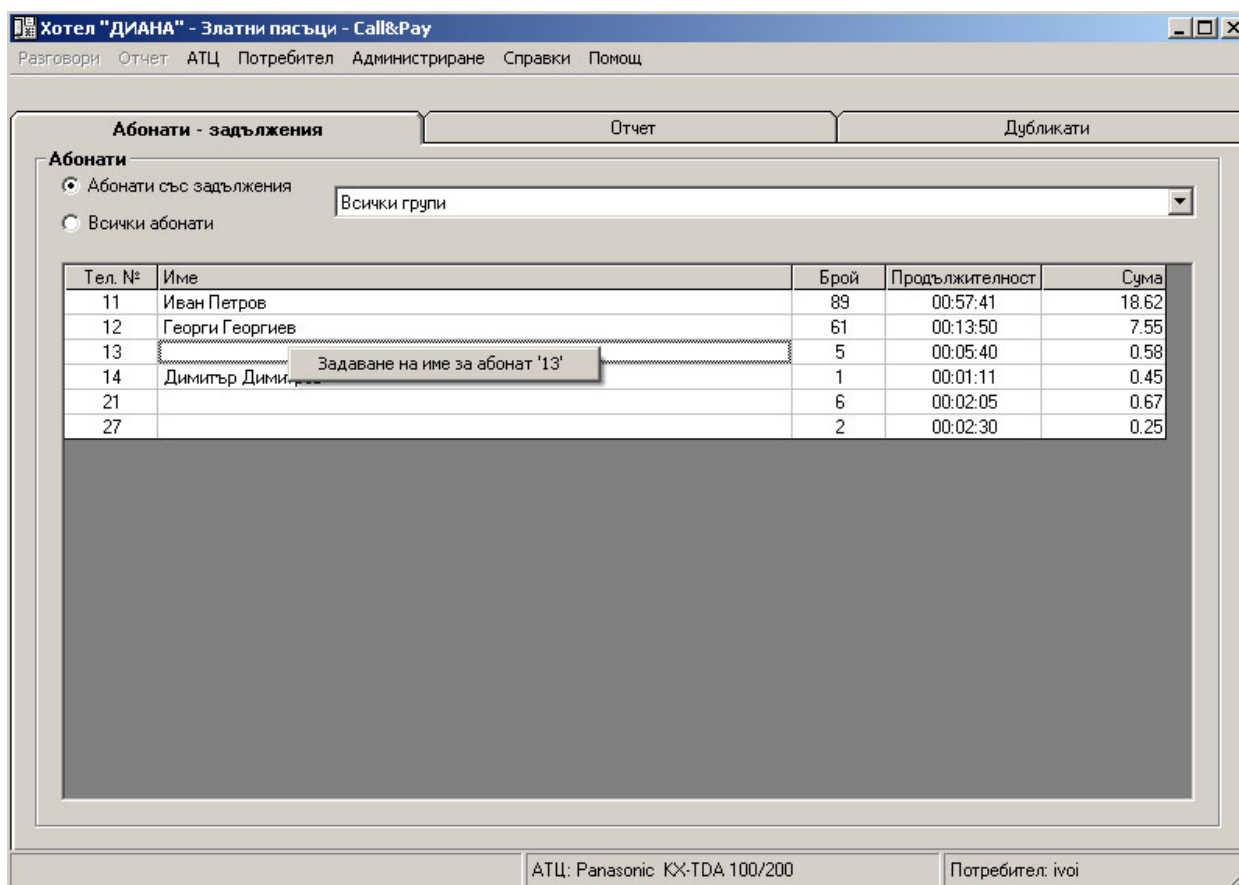 Хотел "ДИАНА" - Златни пясъци - Call&Pay
Разговори Отчет АТЦ Потребител Администриране Справки Помощ
Абонати - задължения Отчет Дубликати
Абонати
Абонати със задължения
Всички групи
Всички абонати
Тел. № Име Брой Продължителност Сума
11 Иван Петров 89 00:57:41 18.62
12 Георги Георгиев 61 00:13:50 7.55
13 5 00:05:40 0.58
Задаване на име за абонат '13'
14 Димитър 1 00:01:11 0.45
21 6 00:02:05 0.67
27 2 00:02:30 0.25
АТЦ: Panasonic KX-TDA 100/200 Потребител: ivoi